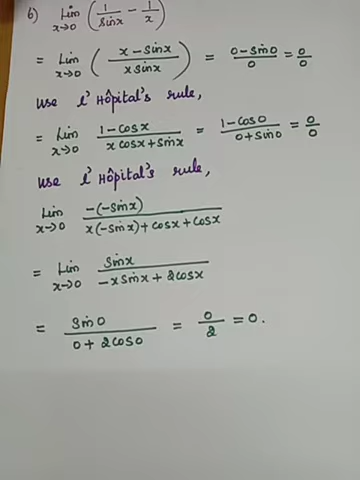 6) Lim x→0 (1/sinx − 1/x)
= Lim x→0 (x − sinx / x sinx) = 0 − sin0 / 0 = 0/0
Use l' Hôpital's rule,
= Lim x→0 1 − cosx / x cosx + sinx = 1 − cos0 / 0 + sin0 = 0/0
Use l' Hôpital's rule,
Lim x→0 −(−sinx) / x(−sinx) + cosx + cosx
= Lim x→0 sinx / −x sinx + 2cosx
= sin0 / 0 + 2cos0 = 0/2 = 0.